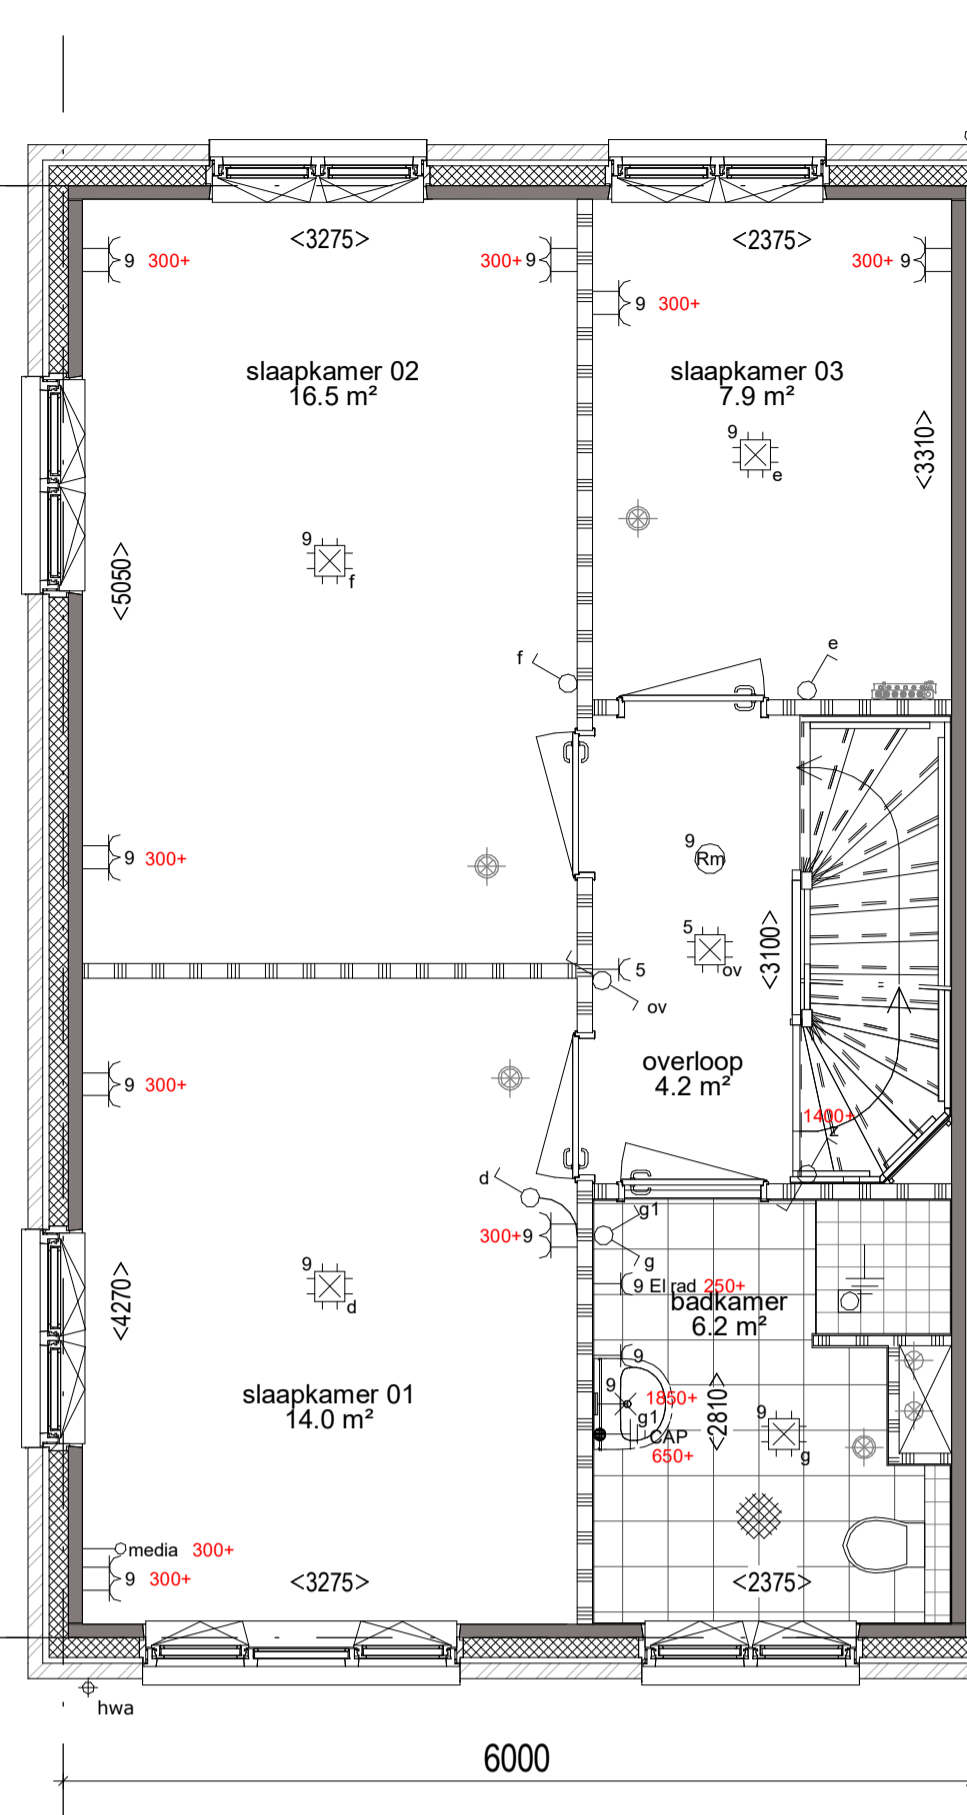 <3275>
<2375>
9 300+
300+ 9
300+ 9
9 300+
slaapkamer 02
16.5 m²
slaapkamer 03
7.9 m²
9
e
<3310>
9
f
<5050>
f
e
9 300+
9
Rm
5
ov
<3100>
5
ov
overloop
4.2 m²
9 300+
1400+
z
d
g1
g
300+ 9
9 El rad 250+
badkamer
6.2 m²
9
d
<4270>
9
9
1850+
g1
CAP
650+
<2810>
9
g
slaapkamer 01
14.0 m²
media 300+
9 300+
<3275>
<2375>
hwa
6000